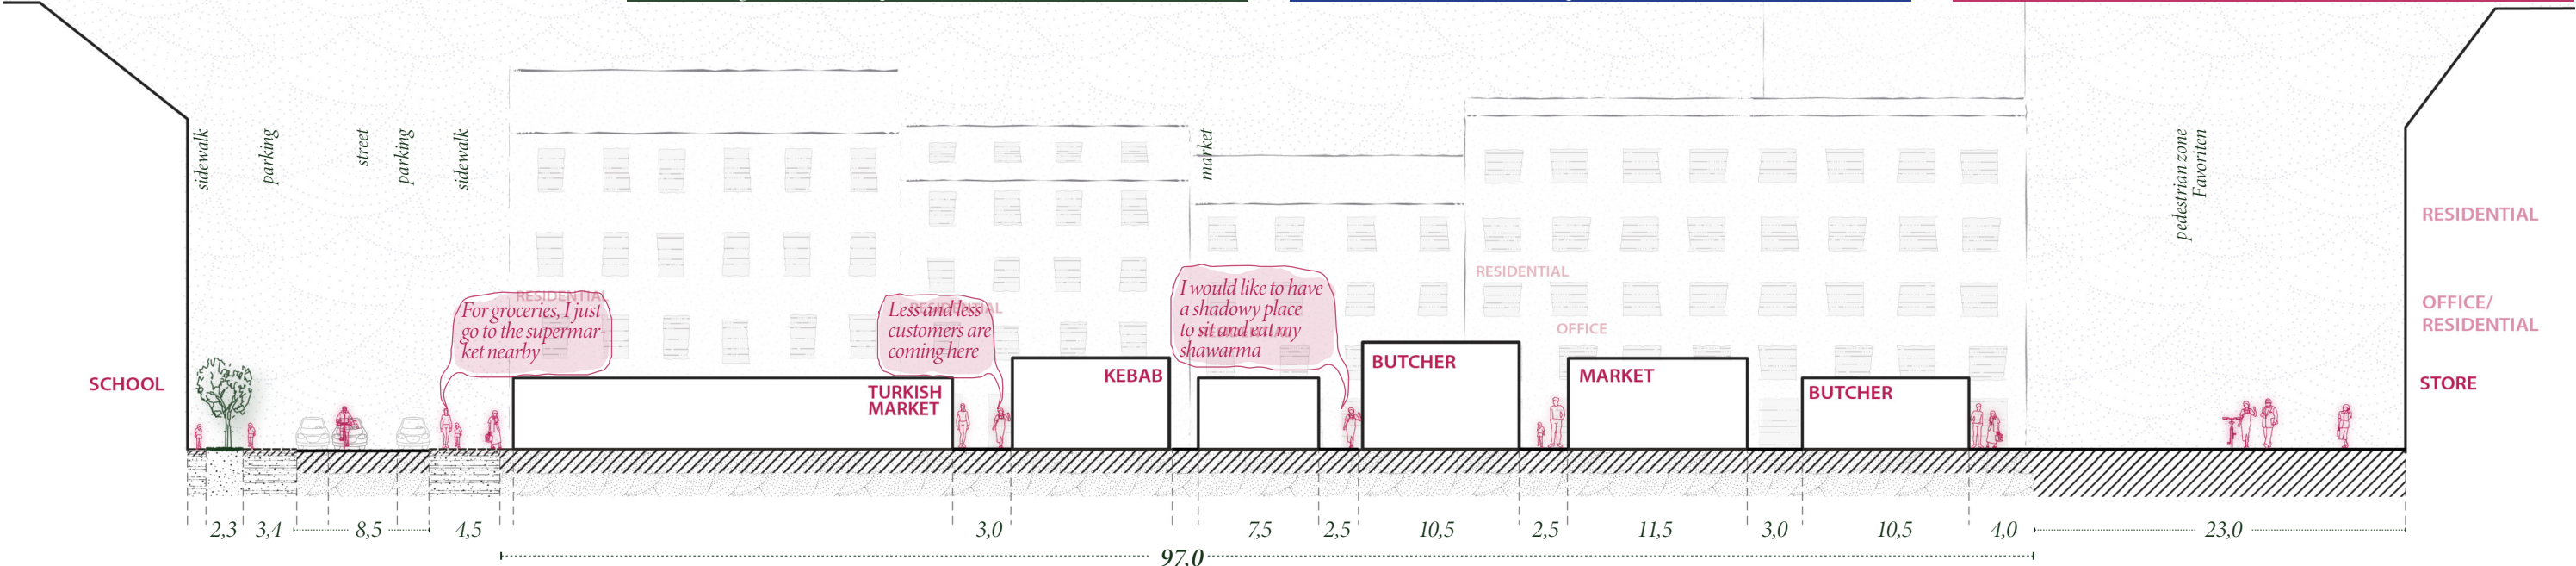 sidewalk
parking
street
parking
sidewalk
market
pedestrian zone
Favoriten
RESIDENTIAL
For groceries, I just
go to the supermar-
ket nearby
RESIDENTIAL
Less and less
customers are
coming here
I would like to have
a shadowy place
to sit and eat my
shawarma
RESIDENTIAL
OFFICE
RESIDENTIAL
OFFICE/
RESIDENTIAL
SCHOOL
TURKISH
MARKET
KEBAB
BUTCHER
MARKET
BUTCHER
STORE
2,3 3,4 8,5 4,5 3,0 7,5 2,5 10,5 2,5 11,5 3,0 10,5 4,0 23,0
97,0